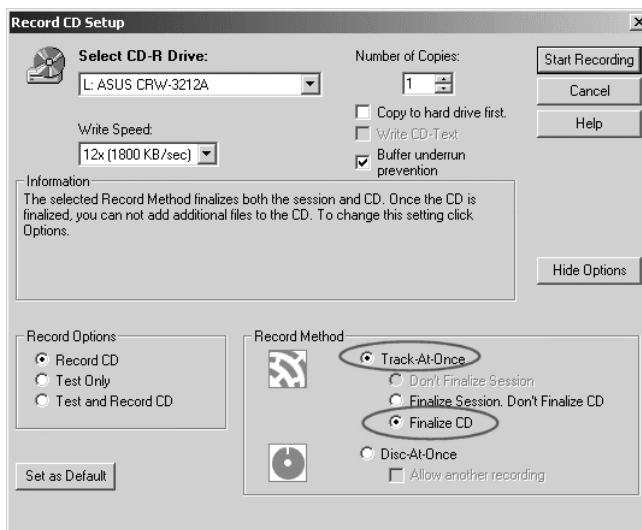 Record CD Setup
Select CD-R Drive:
L: ASUS CRW-3212A
Write Speed:
12x (1800 KB/sec)
Number of Copies:
1
Copy to hard drive first.
Write CD-Text
Buffer underrun
prevention
Start Recording
Cancel
Help
Information
The selected Record Method finalizes both the session and CD. Once the CD is
finalized, you can not add additional files to the CD. To change this setting click
Options.
Hide Options
Record Options
Record CD
Test Only
Test and Record CD
Set as Default
Record Method
Track-At-Once
Don't Finalize Session
Finalize Session. Don't Finalize CD
Finalize CD
Disc-At-Once
Allow another recording